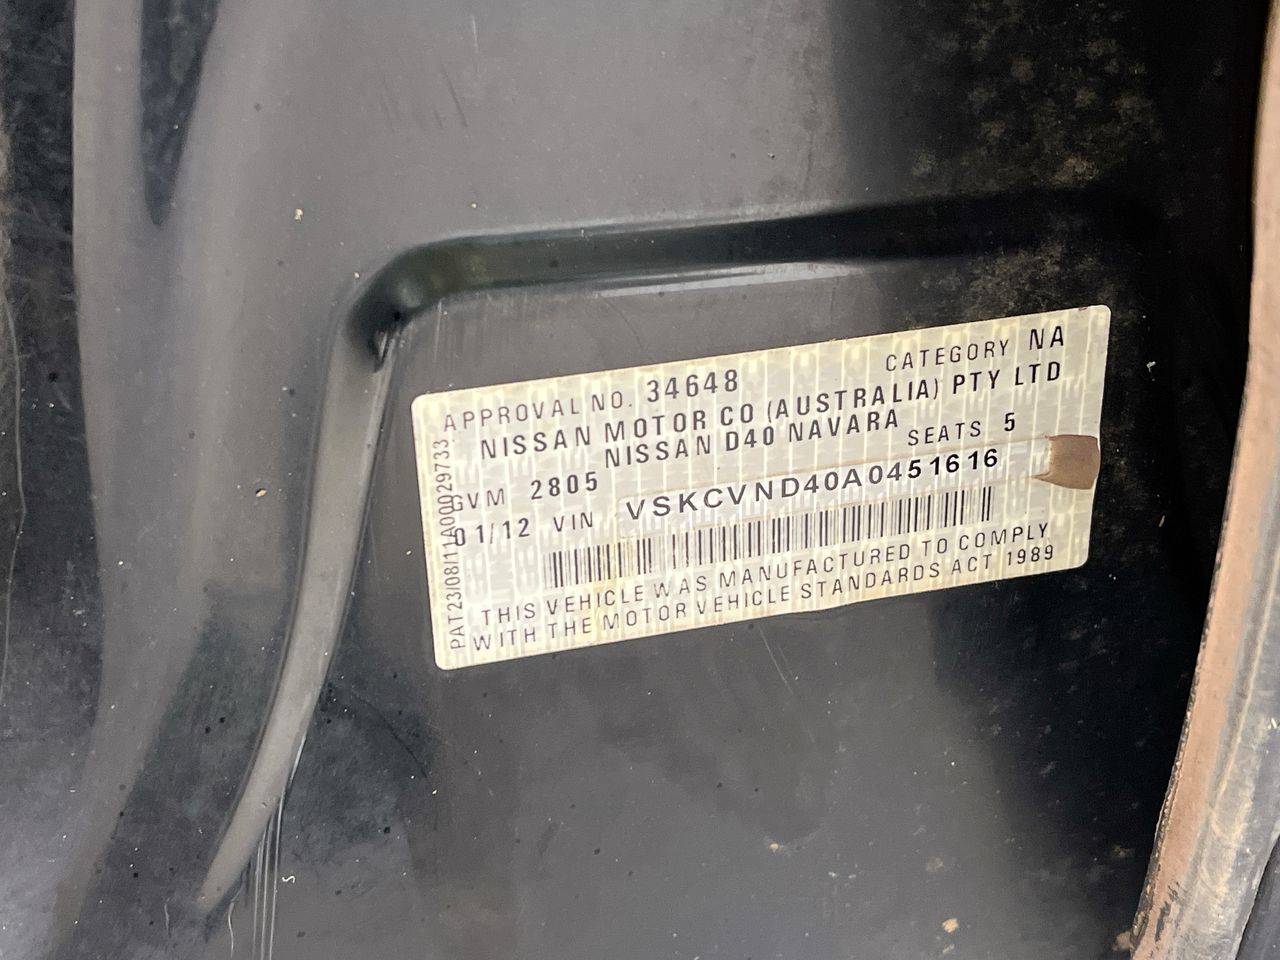 APPROVAL NO. 34648 CATEGORY NA
NISSAN MOTOR CO (AUSTRALIA) PTY LTD
NISSAN D40 NAVARA
GVM 2805 SEATS 5
01/12 VIN VSKCVND40A0451616
THIS VEHICLE WAS MANUFACTURED TO COMPLY
WITH THE MOTOR VEHICLE STANDARDS ACT 1989
PAT23/08/11A00029733